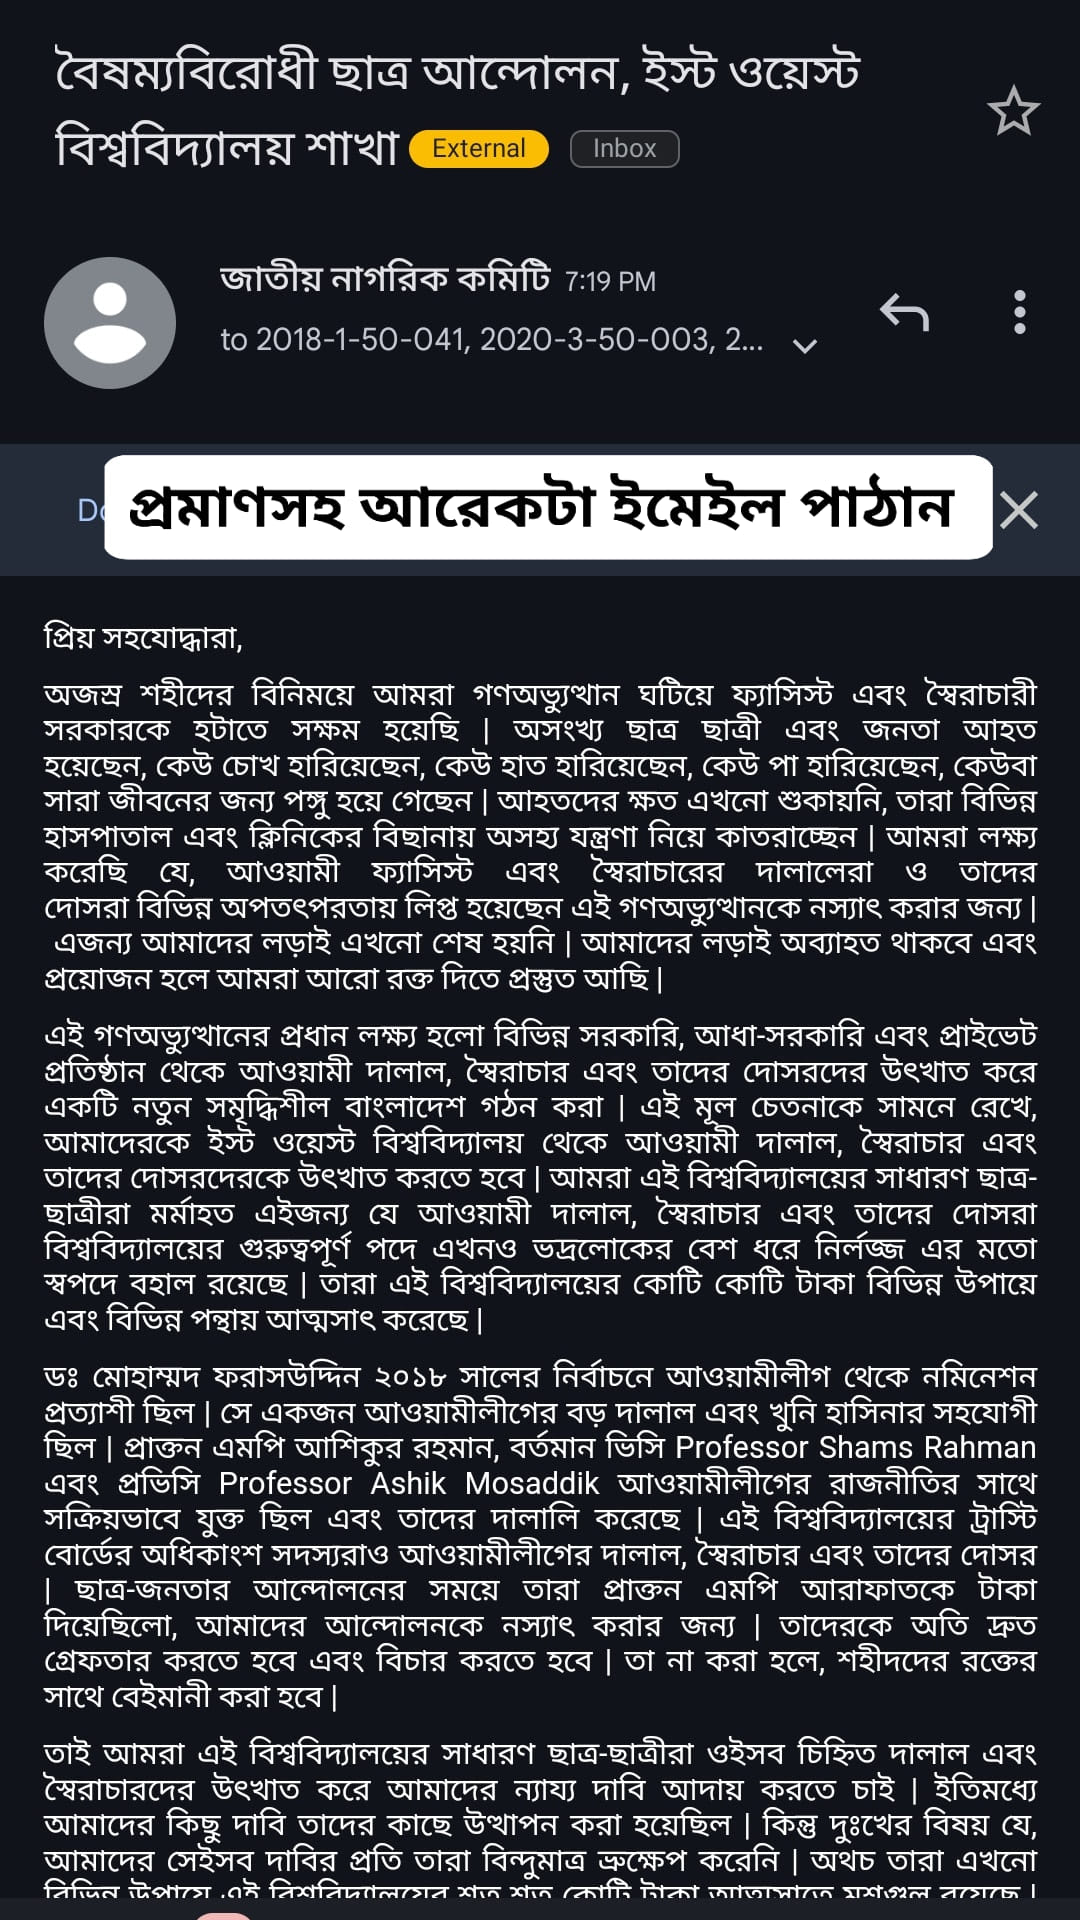 বৈষম্যবিরোধী ছাত্র আন্দোলন, ইস্ট ওয়েস্ট
বিশ্ববিদ্যালয় শাখা External Inbox
জাতীয় নাগরিক কমিটি 7:19 PM
to 2018-1-50-041, 2020-3-50-003, 2...
প্রমাণসহ আরেকটা ইমেইল পাঠান
প্রিয় সহযোদ্ধারা,
অজস্র শহীদের বিনিময়ে আমরা গণঅভ্যুত্থান ঘটিয়ে ফ্যাসিস্ট এবং স্বৈরাচারী
সরকারকে হটাতে সক্ষম হয়েছি | অসংখ্য ছাত্র ছাত্রী এবং জনতা আহত
হয়েছেন, কেউ চোখ হারিয়েছেন, কেউ হাত হারিয়েছেন, কেউ পা হারিয়েছেন, কেউবা
সারা জীবনের জন্য পঙ্গু হয়ে গেছেন | আহতদের ক্ষত এখনো শুকায়নি, তারা বিভিন্ন
হাসপাতাল এবং ক্লিনিকের বিছানায় অসহ্য যন্ত্রণা নিয়ে কাতরাচ্ছেন | আমরা লক্ষ্য
করেছি যে, আওয়ামী ফ্যাসিস্ট এবং স্বৈরাচারের দালালেরা ও তাদের
দোসরা বিভিন্ন অপতৎপরতায় লিপ্ত হয়েছেন এই গণঅভ্যুত্থানকে নস্যাৎ করার জন্য |
এজন্য আমাদের লড়াই এখনো শেষ হয়নি | আমাদের লড়াই অব্যাহত থাকবে এবং
প্রয়োজন হলে আমরা আরো রক্ত দিতে প্রস্তুত আছি |
এই গণঅভ্যুত্থানের প্রধান লক্ষ্য হলো বিভিন্ন সরকারি, আধা-সরকারি এবং প্রাইভেট
প্রতিষ্ঠান থেকে আওয়ামী দালাল, স্বৈরাচার এবং তাদের দোসরদের উৎখাত করে
একটি নতুন সমৃদ্ধিশীল বাংলাদেশ গঠন করা | এই মূল চেতনাকে সামনে রেখে,
আমাদেরকে ইস্ট ওয়েস্ট বিশ্ববিদ্যালয় থেকে আওয়ামী দালাল, স্বৈরাচার এবং
তাদের দোসরদেরকে উৎখাত করতে হবে | আমরা এই বিশ্ববিদ্যালয়ের সাধারণ ছাত্র-
ছাত্রীরা মর্মাহত এইজন্য যে আওয়ামী দালাল, স্বৈরাচার এবং তাদের দোসরা
বিশ্ববিদ্যালয়ের গুরুত্বপূর্ণ পদে এখনও ভদ্রলোকের বেশ ধরে নির্লজ্জ এর মতো
স্বপদে বহাল রয়েছে | তারা এই বিশ্ববিদ্যালয়ের কোটি কোটি টাকা বিভিন্ন উপায়ে
এবং বিভিন্ন পন্থায় আত্মসাৎ করেছে |
ডঃ মোহাম্মদ ফরাসউদ্দিন ২০১৮ সালের নির্বাচনে আওয়ামীলীগ থেকে নমিনেশন
প্রত্যাশী ছিল | সে একজন আওয়ামীলীগের বড় দালাল এবং খুনি হাসিনার সহযোগী
ছিল | প্রাক্তন এমপি আশিকুর রহমান, বর্তমান ভিসি Professor Shams Rahman
এবং প্রভিসি Professor Ashik Mosaddik আওয়ামীলীগের রাজনীতির সাথে
সক্রিয়ভাবে যুক্ত ছিল এবং তাদের দালালি করেছে | এই বিশ্ববিদ্যালয়ের ট্রাস্টি
বোর্ডের অধিকাংশ সদস্যরাও আওয়ামীলীগের দালাল, স্বৈরাচার এবং তাদের দোসর
| ছাত্র-জনতার আন্দোলনের সময়ে তারা প্রাক্তন এমপি আরাফাতকে টাকা
দিয়েছিলো, আমাদের আন্দোলনকে নস্যাৎ করার জন্য | তাদেরকে অতি দ্রুত
গ্রেফতার করতে হবে এবং বিচার করতে হবে | তা না করা হলে, শহীদদের রক্তের
সাথে বেইমানী করা হবে |
তাই আমরা এই বিশ্ববিদ্যালয়ের সাধারণ ছাত্র-ছাত্রীরা ওইসব চিহ্নিত দালাল এবং
স্বৈরাচারদের উৎখাত করে আমাদের ন্যায্য দাবি আদায় করতে চাই | ইতিমধ্যে
আমাদের কিছু দাবি তাদের কাছে উত্থাপন করা হয়েছিল | কিন্তু দুঃখের বিষয় যে,
আমাদের সেইসব দাবির প্রতি তারা বিন্দুমাত্র ভ্রুক্ষেপ করেনি | অথচ তারা এখনো
বিভিন্ন উপায়ে এই বিশ্ববিদ্যালয়ের শত শত কোটি টাকা আত্মসাতে মশগুল রয়েছে |